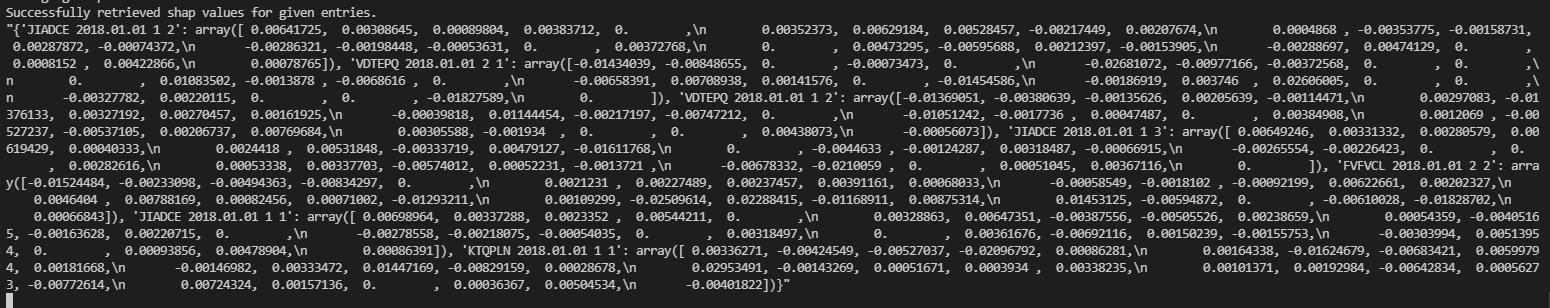 Successfully retrieved shap values for given entries.
"{'JIADCE 2018.01.01 1 2': array([ 0.00641725,  0.00308645,  0.00089804,  0.00383712,  0.        ,\n        0.00352373,  0.00629184,  0.00528457, -0.00217449,  0.00207674,\n        0.0004868 , -0.00353775, -0.00158731,
 0.00287872, -0.00074372,\n       -0.00286321, -0.00198448, -0.00053631,  0.        ,  0.00372768,\n        0.        ,  0.00473295, -0.00595688,  0.00212397, -0.00153905,\n       -0.00288697,  0.00474129,  0.        ,
 0.0008152 ,  0.00422866,\n        0.00078765]), 'VDTEPQ 2018.01.01 2 1': array([-0.01434039, -0.00848655,  0.        , -0.00073473,  0.        ,\n       -0.02681072, -0.00977166, -0.00372568,  0.        ,  0.        ,\
n        0.        ,  0.01083502, -0.0013878 , -0.0068616 ,  0.        ,\n       -0.00658391,  0.00708938,  0.00141576,  0.        , -0.01454586,\n       -0.00186919,  0.003746  ,  0.02606005,  0.        ,  0.        ,\
n       -0.00327782,  0.00220115,  0.        ,  0.        , -0.01827589,\n        0.        ]), 'VDTEPQ 2018.01.01 1 2': array([-0.01369051, -0.00380639, -0.00135626,  0.00205639, -0.00114471,\n        0.00297083, -0.01
376133,  0.00327192,  0.00270457,  0.00161925,\n       -0.00039818,  0.01144454, -0.00217197, -0.00747212,  0.        ,\n       -0.01051242, -0.0017736 ,  0.00047487,  0.        ,  0.00384908,\n        0.0012069 , -0.00
527237, -0.00537105,  0.00206737,  0.00769684,\n        0.00305588, -0.001934  ,  0.        ,  0.        ,  0.00438073,\n       -0.00056073]), 'JIADCE 2018.01.01 1 3': array([ 0.00649246,  0.00331332,  0.00280579,  0.00
619429,  0.00040333,\n        0.0024418 ,  0.00531848, -0.00333719,  0.00479127, -0.01611768,\n        0.        , -0.0044633 , -0.00124287,  0.00318487, -0.00066915,\n       -0.00265554, -0.00226423,  0.        ,  0.
      ,  0.00282616,\n        0.00053338,  0.00337703, -0.00574012,  0.00052231, -0.0013721 ,\n       -0.00678332, -0.0210059 ,  0.        ,  0.00051045,  0.00367116,\n        0.        ]), 'FVFVCL 2018.01.01 2 2': arra
y([-0.01524484, -0.00233098, -0.00494363, -0.00834297,  0.        ,\n        0.0021231 ,  0.00227489,  0.00237457,  0.00391161,  0.00068033,\n       -0.00058549, -0.0018102 , -0.00092199,  0.00622661,  0.00202327,\n
 0.0046404 ,  0.00788169,  0.00082456,  0.00071002, -0.01293211,\n        0.00109299, -0.02509614,  0.02288415, -0.01168911,  0.00875314,\n        0.01453125, -0.00594872,  0.        , -0.00610028, -0.01828702,\n
 0.00066843]), 'JIADCE 2018.01.01 1 1': array([ 0.00698964,  0.00337288,  0.0023352 ,  0.00544211,  0.        ,\n        0.00328863,  0.00647351, -0.00387556, -0.00505526,  0.00238659,\n        0.00054359, -0.0040516
5, -0.00163628,  0.00220715,  0.        ,\n       -0.00278558, -0.00218075, -0.00054035,  0.        ,  0.00318497,\n        0.        ,  0.00361676, -0.00692116,  0.00150239, -0.00155753,\n       -0.00303994,  0.0051395
4,  0.        ,  0.00093856,  0.00478904,\n        0.00086391]), 'KTQPLN 2018.01.01 1 1': array([ 0.00336271, -0.00424549, -0.00527037, -0.02096792,  0.00086281,\n        0.00164338, -0.01624679, -0.00683421,  0.0059979
4,  0.00181668,\n       -0.00146982,  0.00333472,  0.01447169, -0.00829159,  0.00028678,\n        0.02953491, -0.00143269,  0.00051671,  0.0003934 ,  0.00338235,\n        0.00101371,  0.00192984, -0.00642834,  0.0005627
3, -0.00772614,\n        0.00724324,  0.00157136,  0.        ,  0.00036367,  0.00504534,\n       -0.00401822])}"